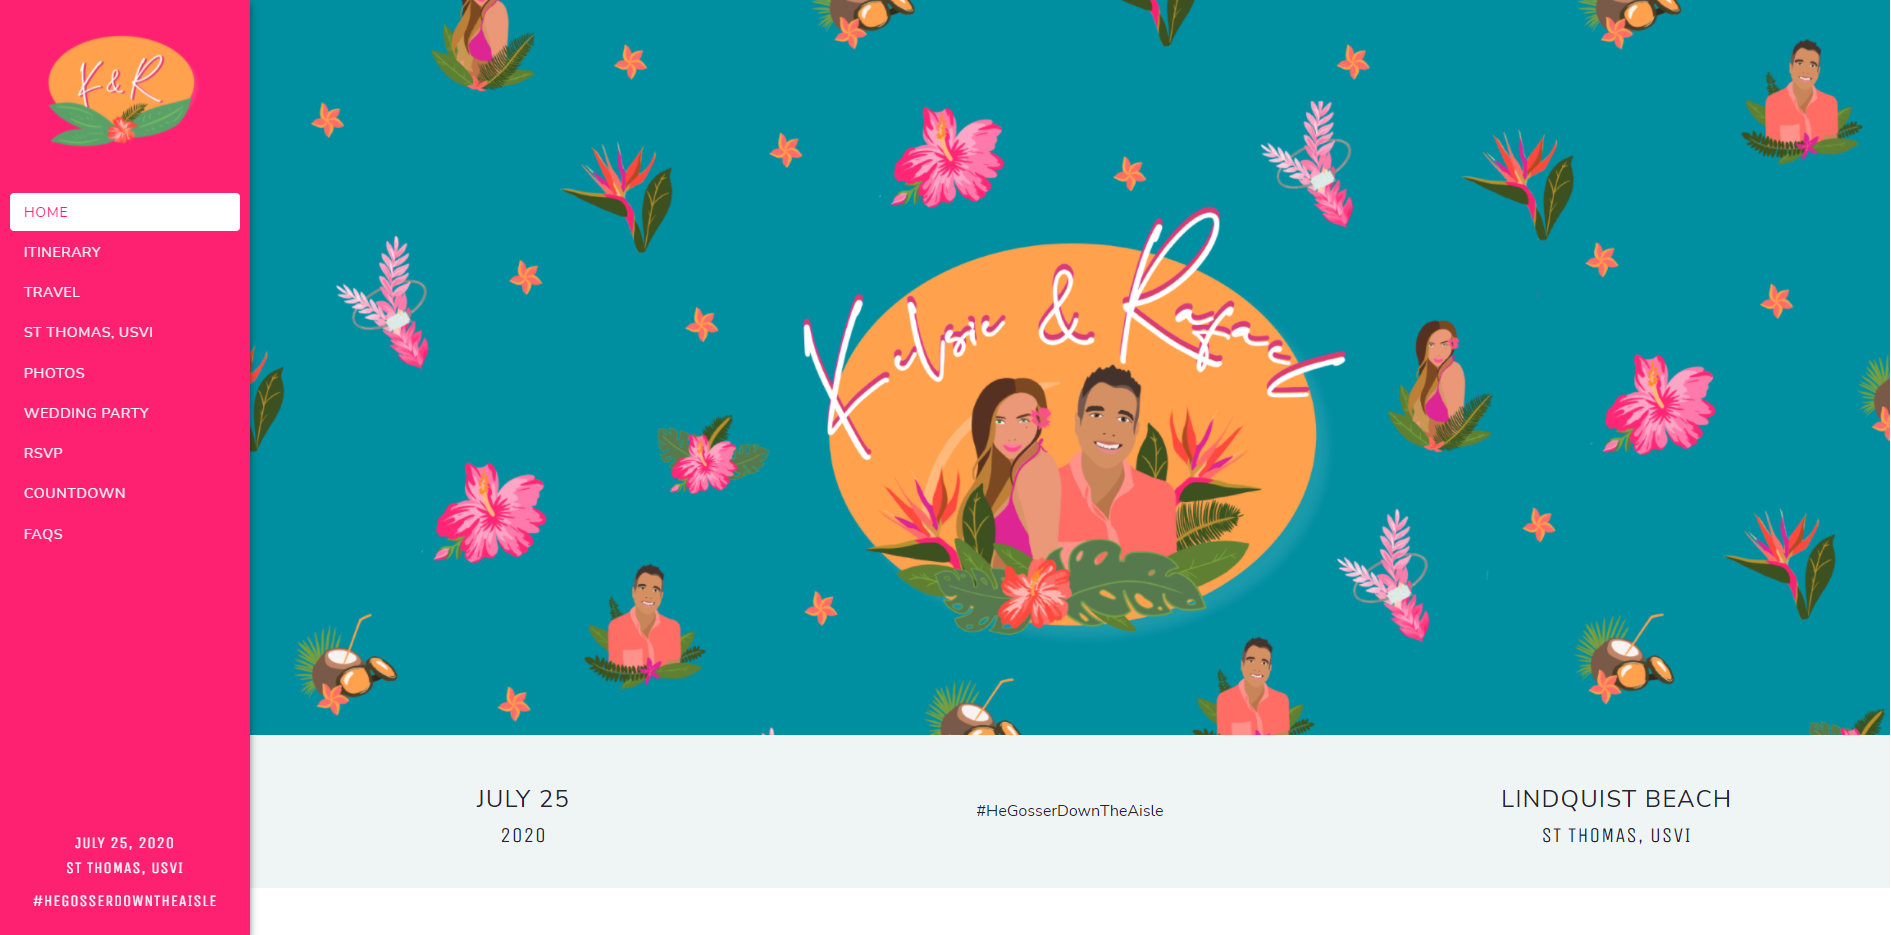 K & R
HOME
ITINERARY
TRAVEL
ST THOMAS, USVI
PHOTOS
WEDDING PARTY
RSVP
COUNTDOWN
FAQS
JULY 25, 2020
ST THOMAS, USVI
#HEGOSSERDOWNTHEAISLE
Kelsie & Rafael
JULY 25
2020
#HeGosserDownTheAisle
LINDQUIST BEACH
ST THOMAS, USVI